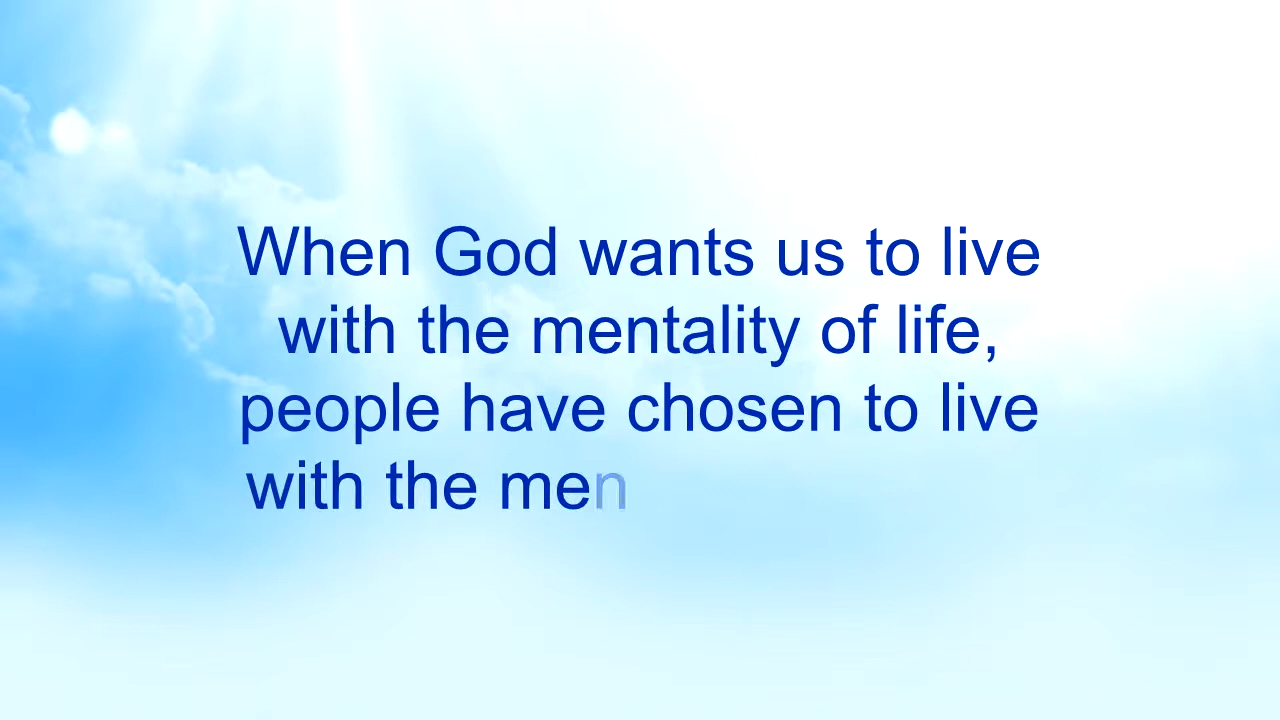 When God wants us to live
with the mentality of life,
people have chosen to live
with the men